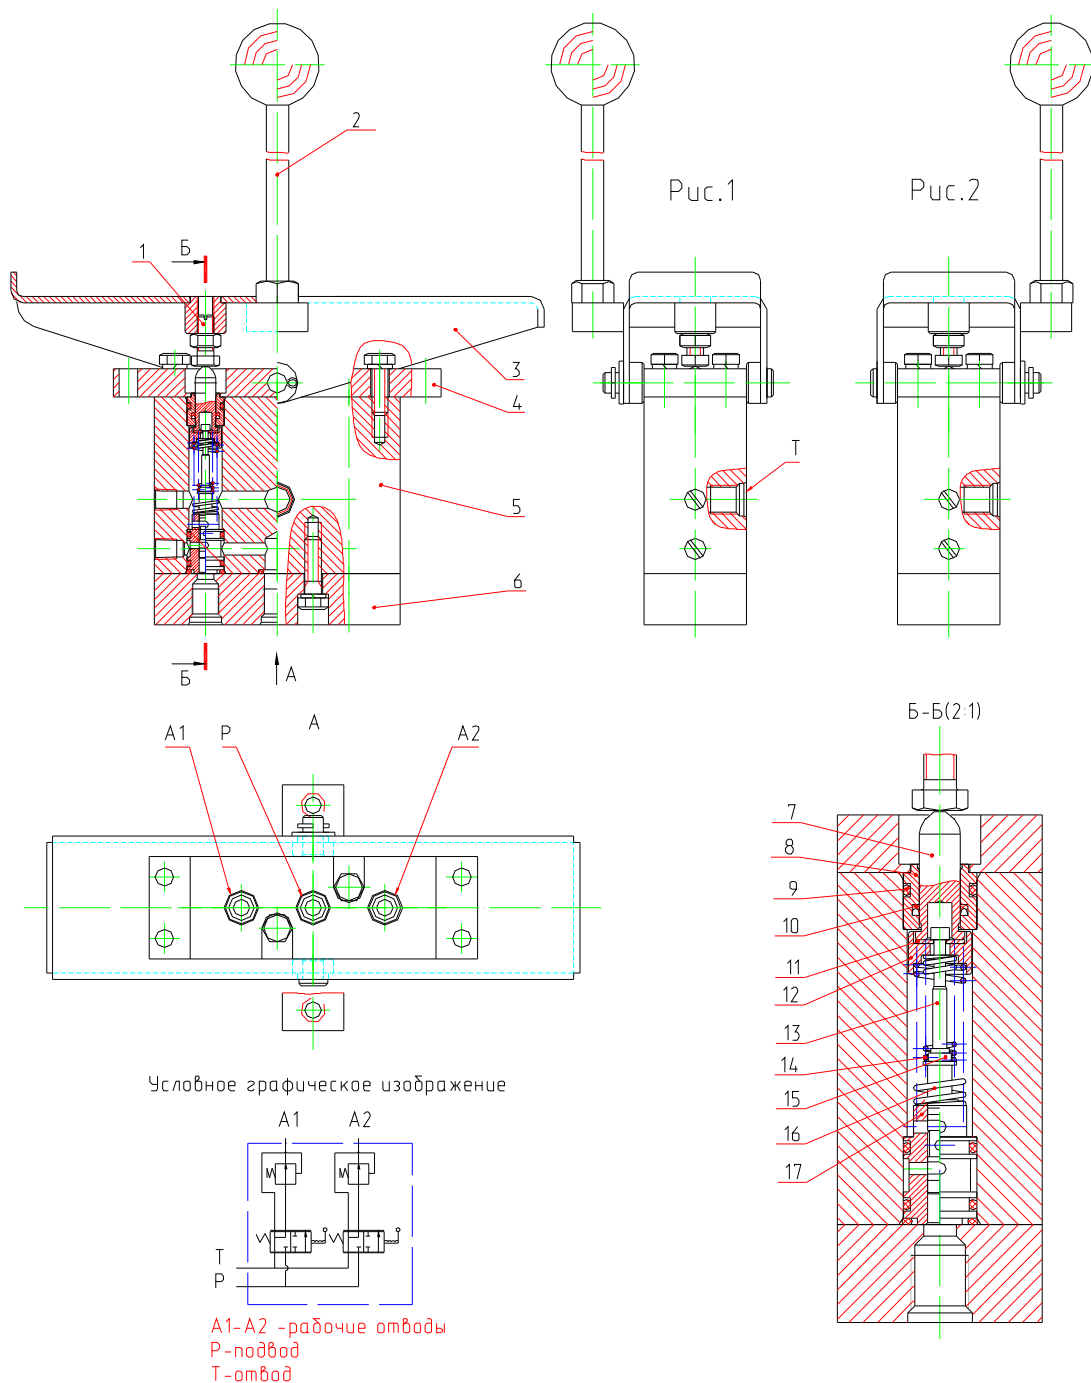 2
Рис.1
Рис.2
Б
1
3
4
Т
5
6
Б
А
А
А1
Р
А2
Б-Б(2:1)
7
8
9
10
11
12
13
14
15
16
17
Условное графическое изображение
А1
А2
М
М
Т
Р
А1-А2 -рабочие отводы
Р-подвод
Т-отвод